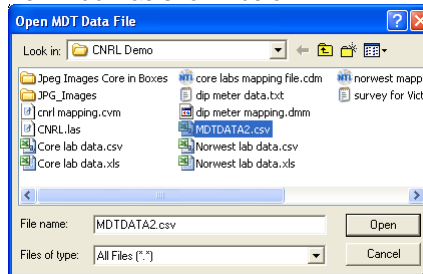 Open MDT Data File
Look in: CNRL Demo
Jpeg Images Core in Boxes
JPG_Images
cnrl mapping.cvm
CNRL.las
Core lab data.csv
Core lab data.xls
core labs mapping file.cdm
dip meter data.txt
dip meter mapping.dmm
MDTDATA2.csv
Norwest lab data.csv
Norwest lab data.xls
norwest mapp
survey for Vict
File name: MDTDATA2.csv Open
Files of type: All Files (*.*) Cancel